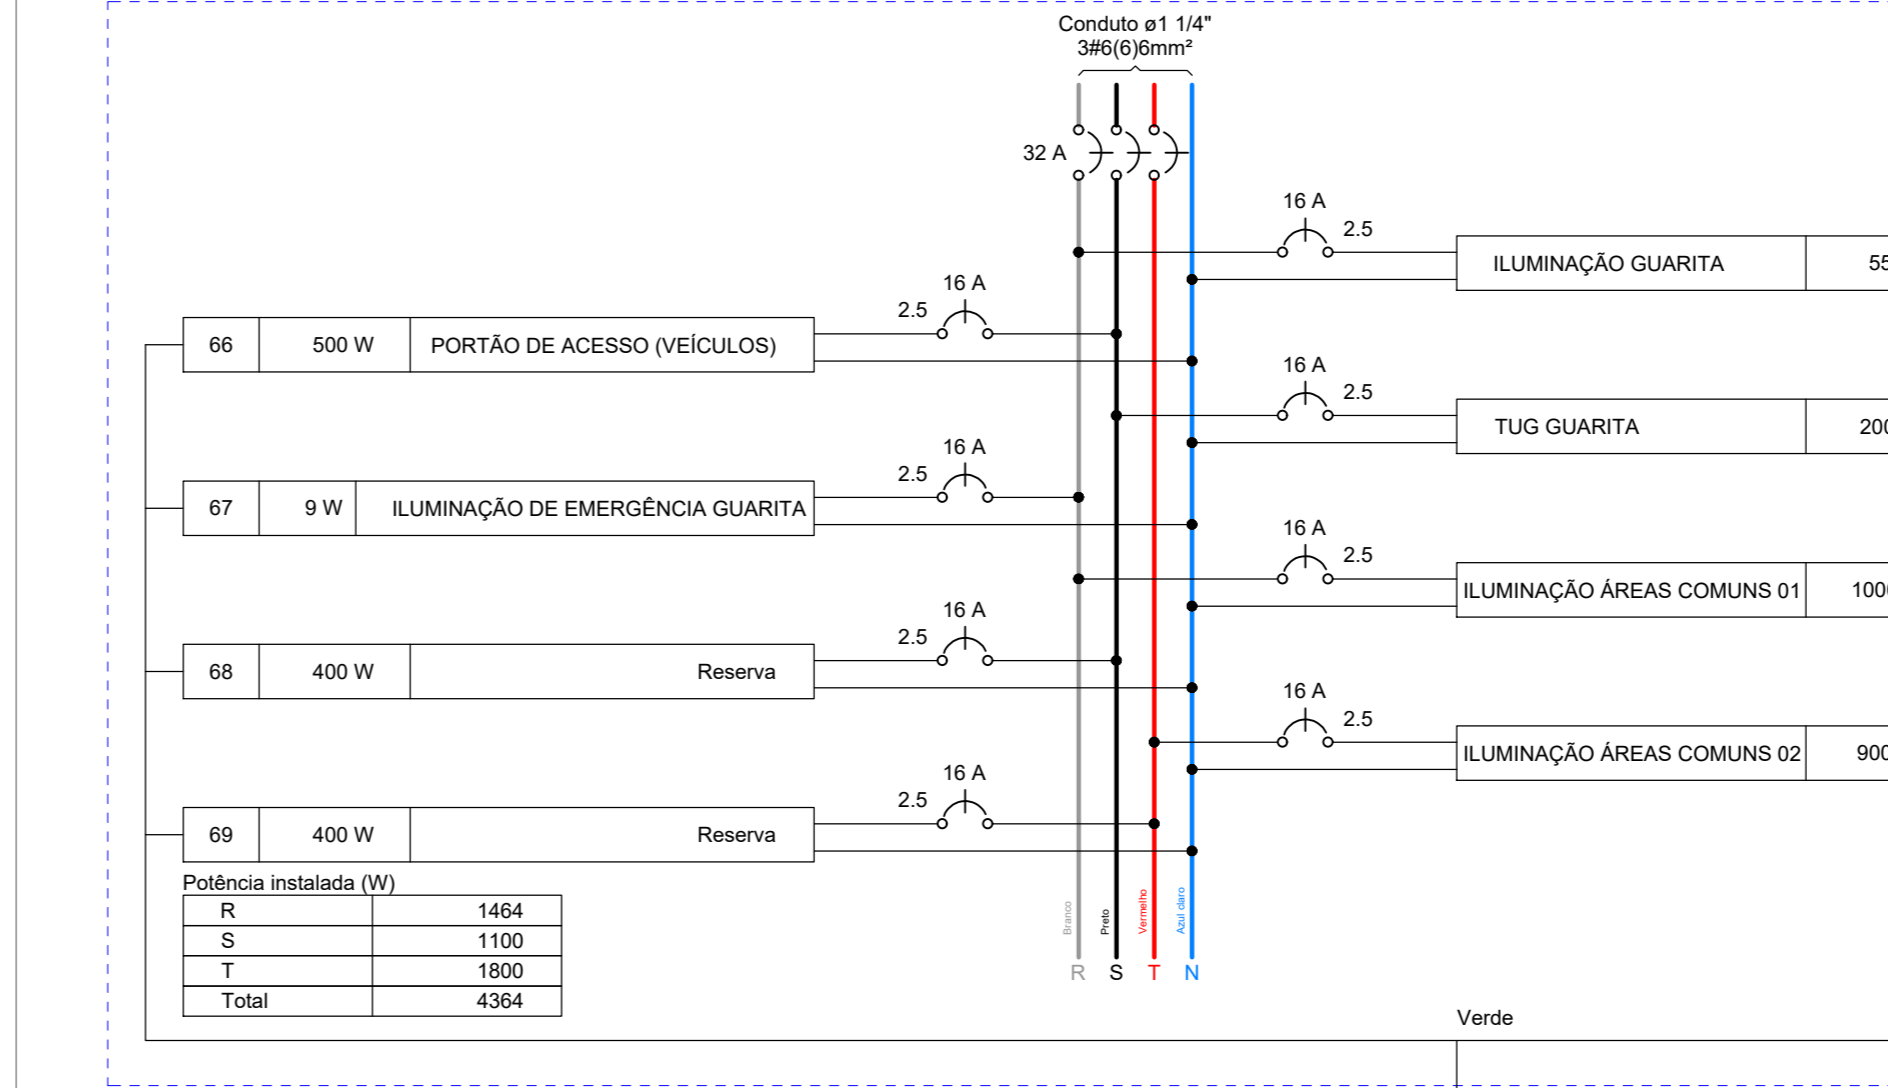 Conduto ø1 1/4"
3#6(6)6mm²
32 A
16 A
2.5
ILUMINAÇÃO GUARITA 55
16 A
2.5
66 500 W PORTÃO DE ACESSO (VEÍCULOS)
16 A
2.5
TUG GUARITA 200
16 A
2.5
67 9 W ILUMINAÇÃO DE EMERGÊNCIA GUARITA
16 A
2.5
ILUMINAÇÃO ÁREAS COMUNS 01 1000
16 A
2.5
68 400 W Reserva
16 A
2.5
ILUMINAÇÃO ÁREAS COMUNS 02 900
16 A
2.5
69 400 W Reserva
Potência instalada (W)
R 1464
S 1100
T 1800
Total 4364
Branco
Preto
Vermelho
Azul claro
R S T N
Verde